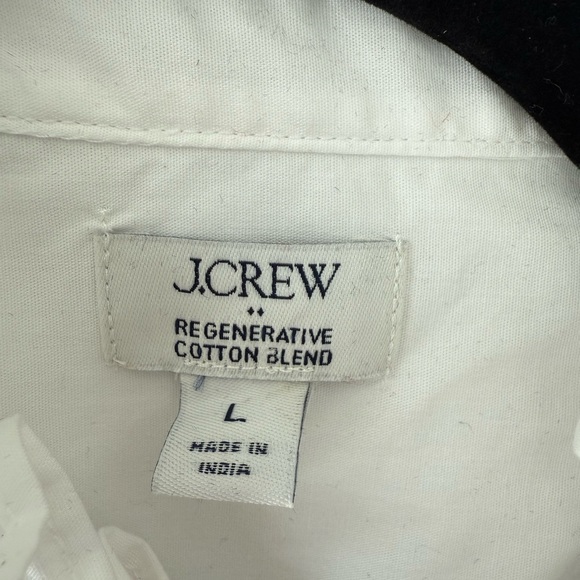 J.CREW
REGENERATIVE
COTTON BLEND
L
MADE IN
INDIA